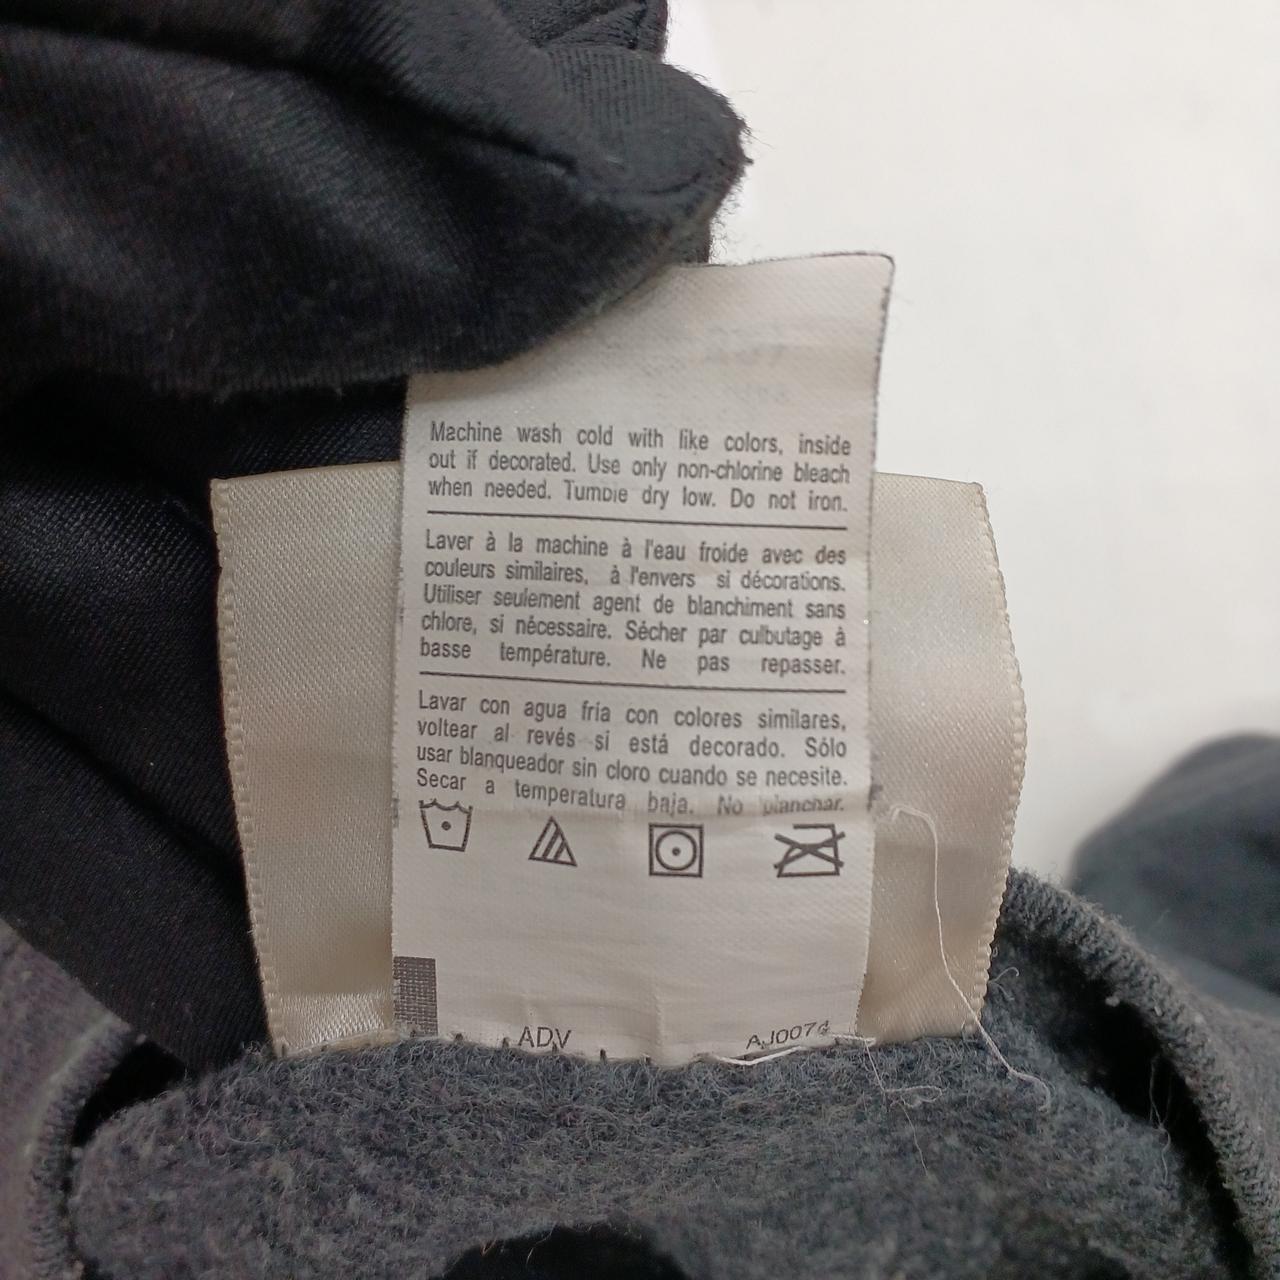 Machine wash cold with like colors, inside
out if decorated. Use only non-chlorine bleach
when needed. Tumble dry low. Do not iron.
Laver à la machine à l'eau froide avec des
couleurs similaires, à l'envers si décorations.
Utiliser seulement agent de blanchiment sans
chlore, si nécessaire. Sécher par culbutage à
basse température. Ne pas repasser.
Lavar con agua fría con colores similares,
voltear al revés si está decorado. Sólo
usar blanqueador sin cloro cuando se necesite.
Secar a temperatura baja. No planchar.
ADV